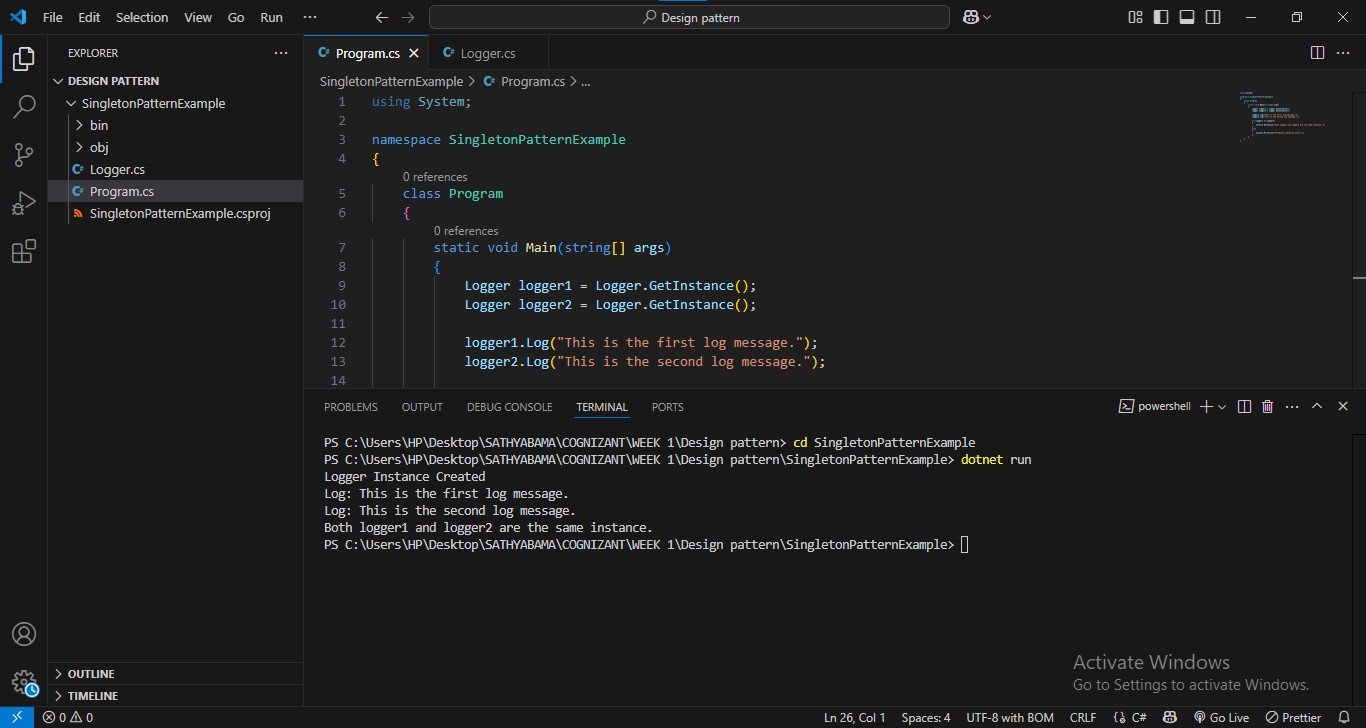 File Edit Selection View Go Run ···
Design pattern
EXPLORER
DESIGN PATTERN
SingletonPatternExample
bin
obj
Logger.cs
Program.cs
SingletonPatternExample.csproj
OUTLINE
TIMELINE
Program.cs
Logger.cs
SingletonPatternExample > Program.cs > ...
1 using System;
2
3 namespace SingletonPatternExample
4 {
0 references
5 class Program
6 {
0 references
7 static void Main(string[] args)
8 {
9 Logger logger1 = Logger.GetInstance();
10 Logger logger2 = Logger.GetInstance();
11
12 logger1.Log("This is the first log message.");
13 logger2.Log("This is the second log message.");
14
PROBLEMS OUTPUT DEBUG CONSOLE TERMINAL PORTS
powershell
PS C:\Users\HP\Desktop\SATHYABAMA\COGNIZANT\WEEK 1\Design pattern> cd SingletonPatternExample
PS C:\Users\HP\Desktop\SATHYABAMA\COGNIZANT\WEEK 1\Design pattern\SingletonPatternExample> dotnet run
Logger Instance Created
Log: This is the first log message.
Log: This is the second log message.
Both logger1 and logger2 are the same instance.
PS C:\Users\HP\Desktop\SATHYABAMA\COGNIZANT\WEEK 1\Design pattern\SingletonPatternExample>
Activate Windows
Go to Settings to activate Windows.
0 0 Ln 26, Col 1 Spaces: 4 UTF-8 with BOM CRLF {} C# Go Live Prettier